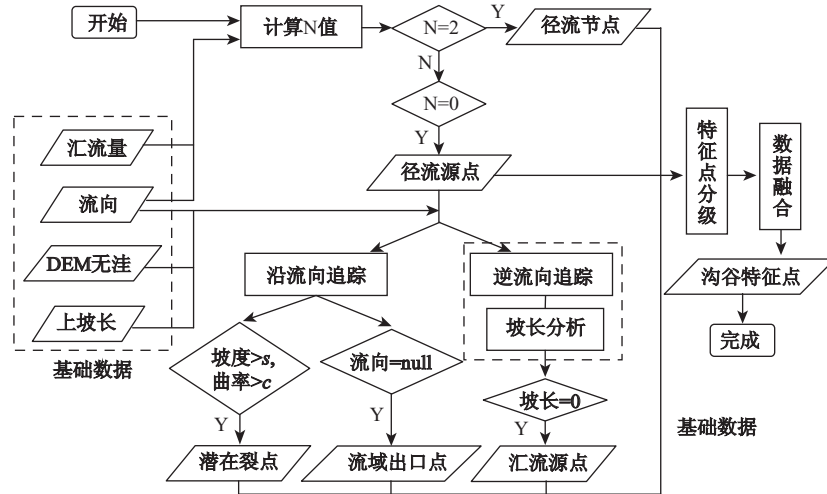 开始
计算N值
N=2
Y
径流节点
N
N=0
Y
汇流量
流向
DEM无洼
上坡长
基础数据
径流源点
特征点分级
数据融合
沟谷特征点
完成
沿流向追踪
逆流向追踪
坡长分析
坡度>s,
曲率>c
流向=null
坡长=0
Y
Y
Y
基础数据
潜在裂点
流域出口点
汇流源点